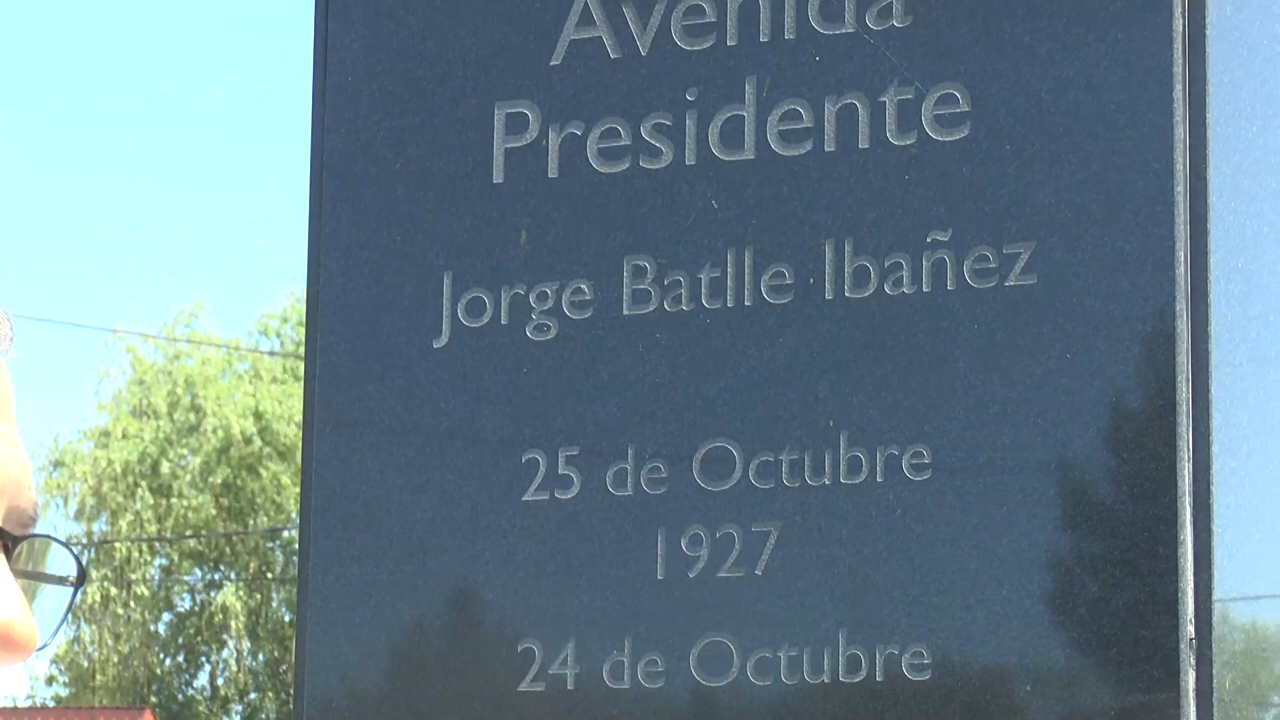 Avenida
Presidente
Jorge Batlle Ibañez
25 de Octubre
1927
24 de Octubre